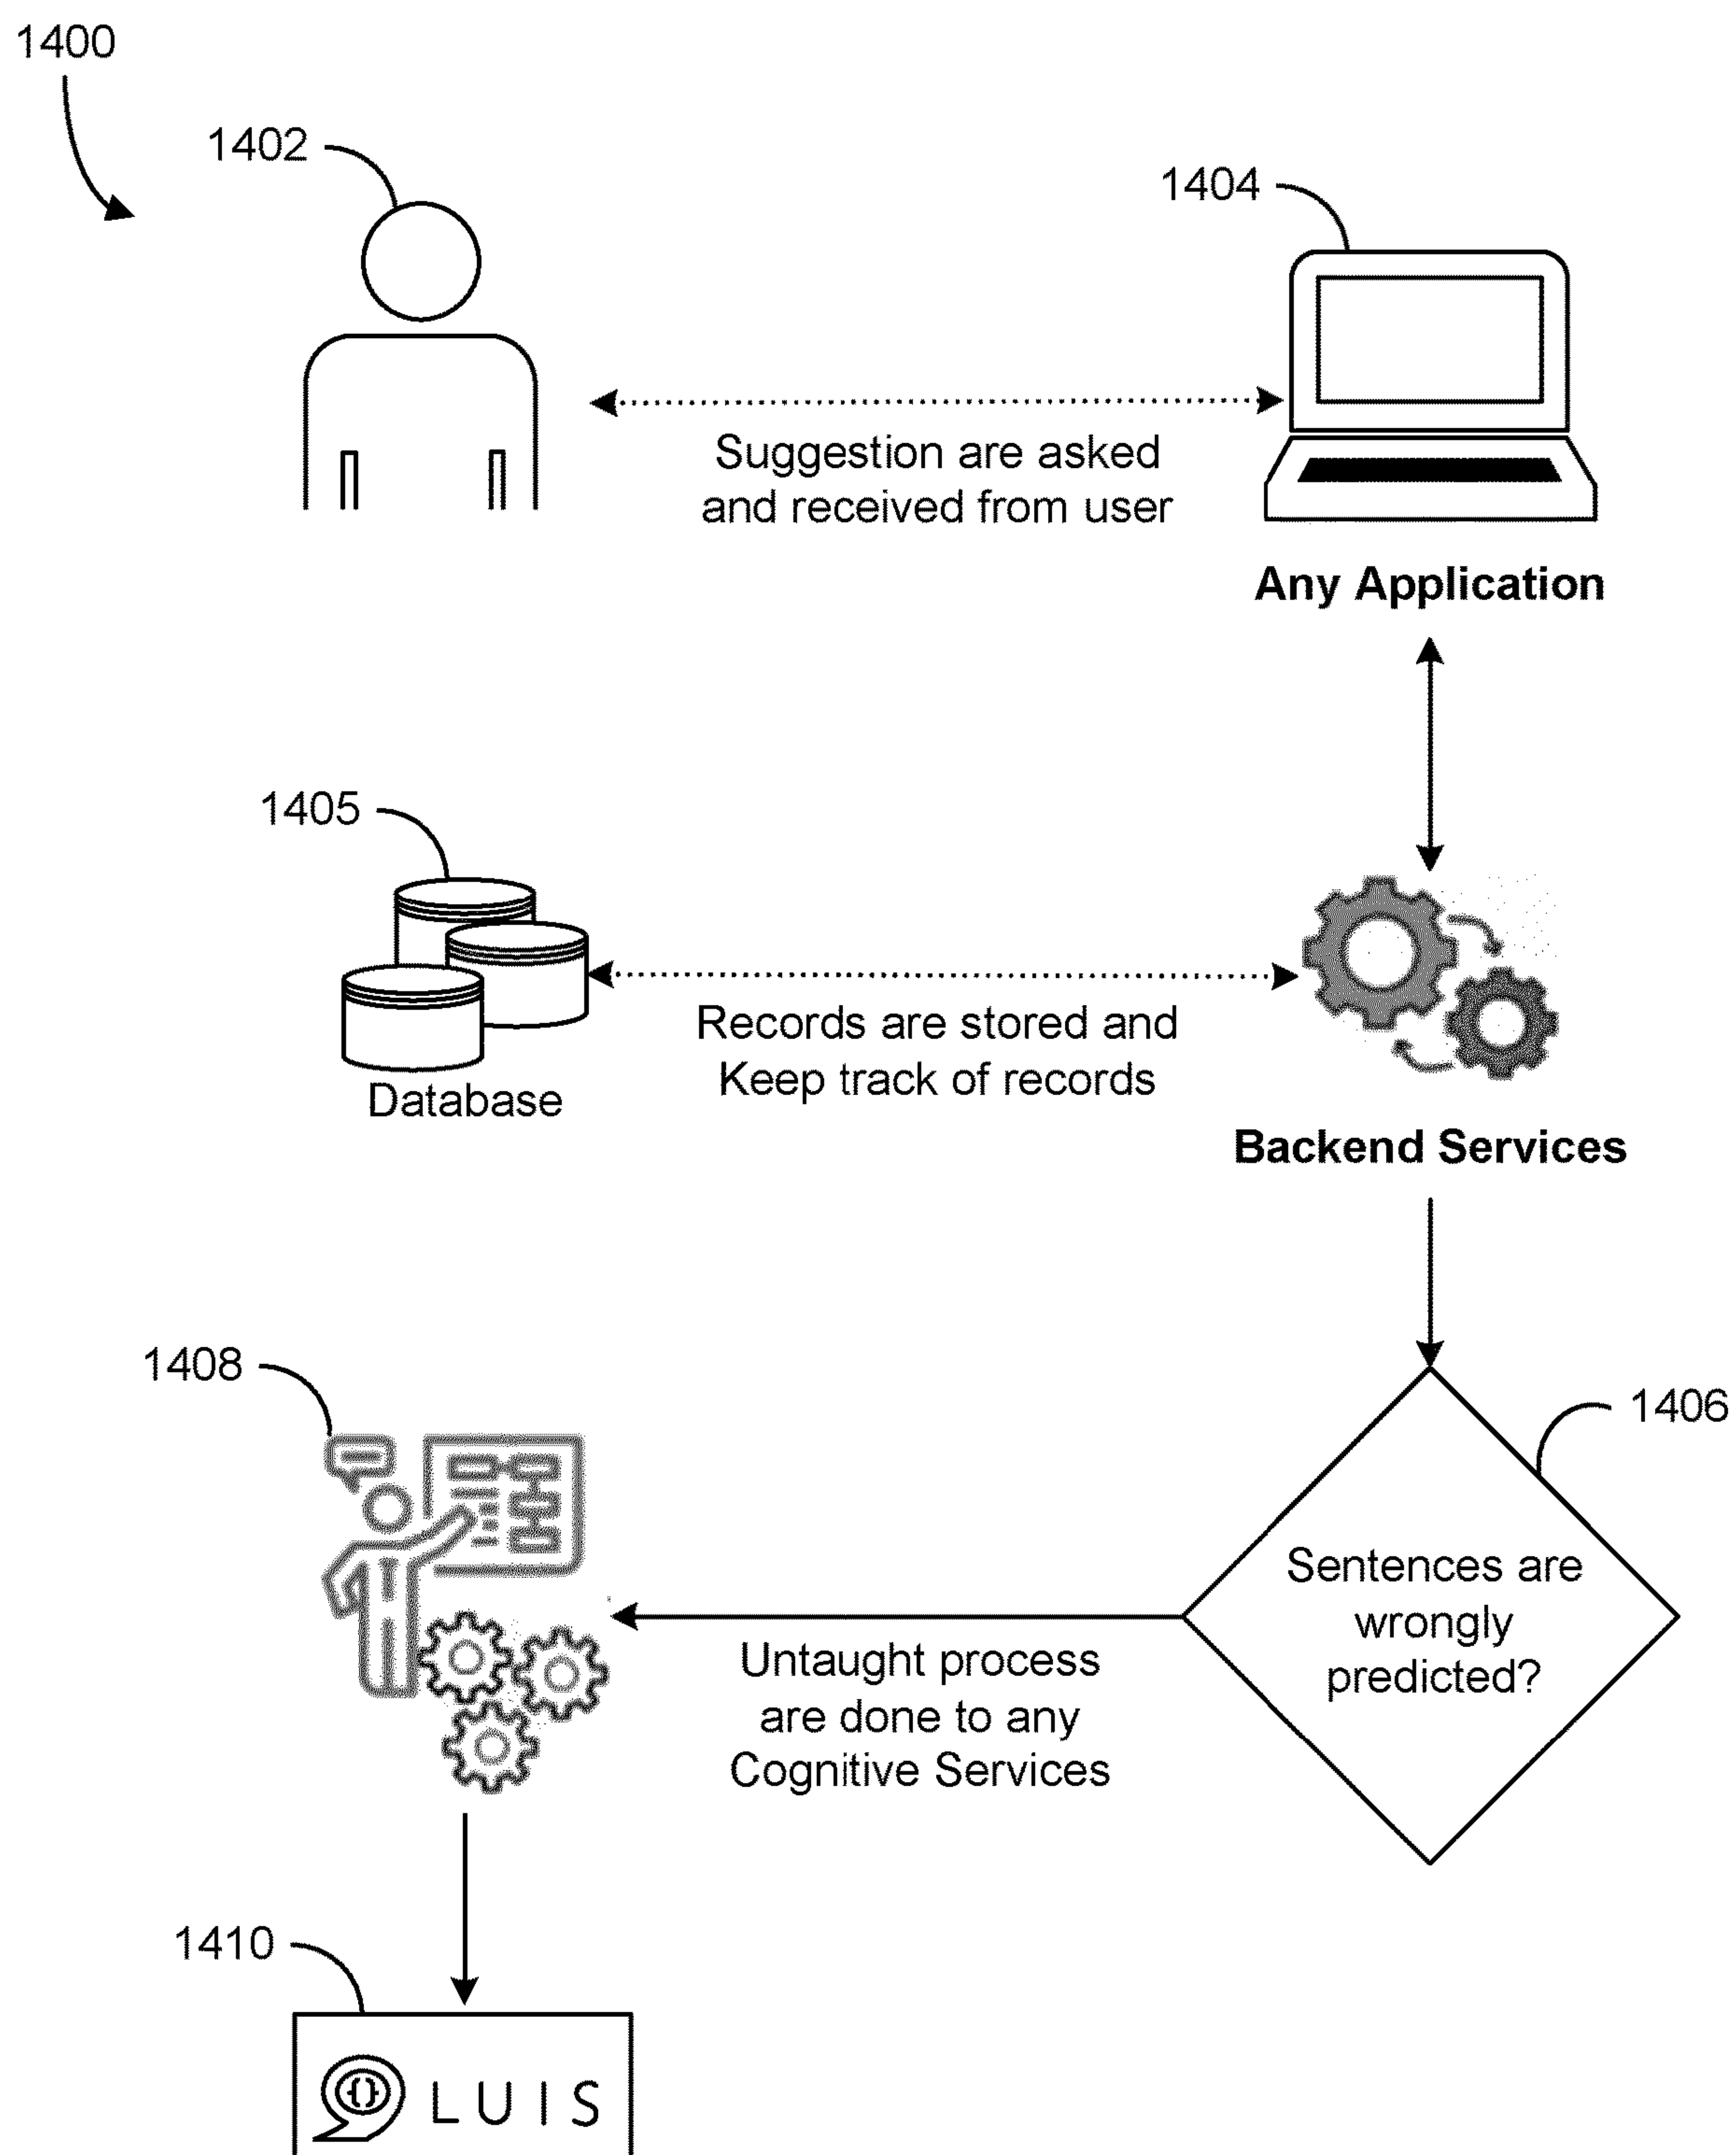 1400
1402
1404
Suggestion are asked
and received from user
Any Application
1405
Database
Records are stored and
Keep track of records
Backend Services
1408
1406
Sentences are
wrongly
predicted?
Untaught process
are done to any
Cognitive Services
1410
{} LUIS